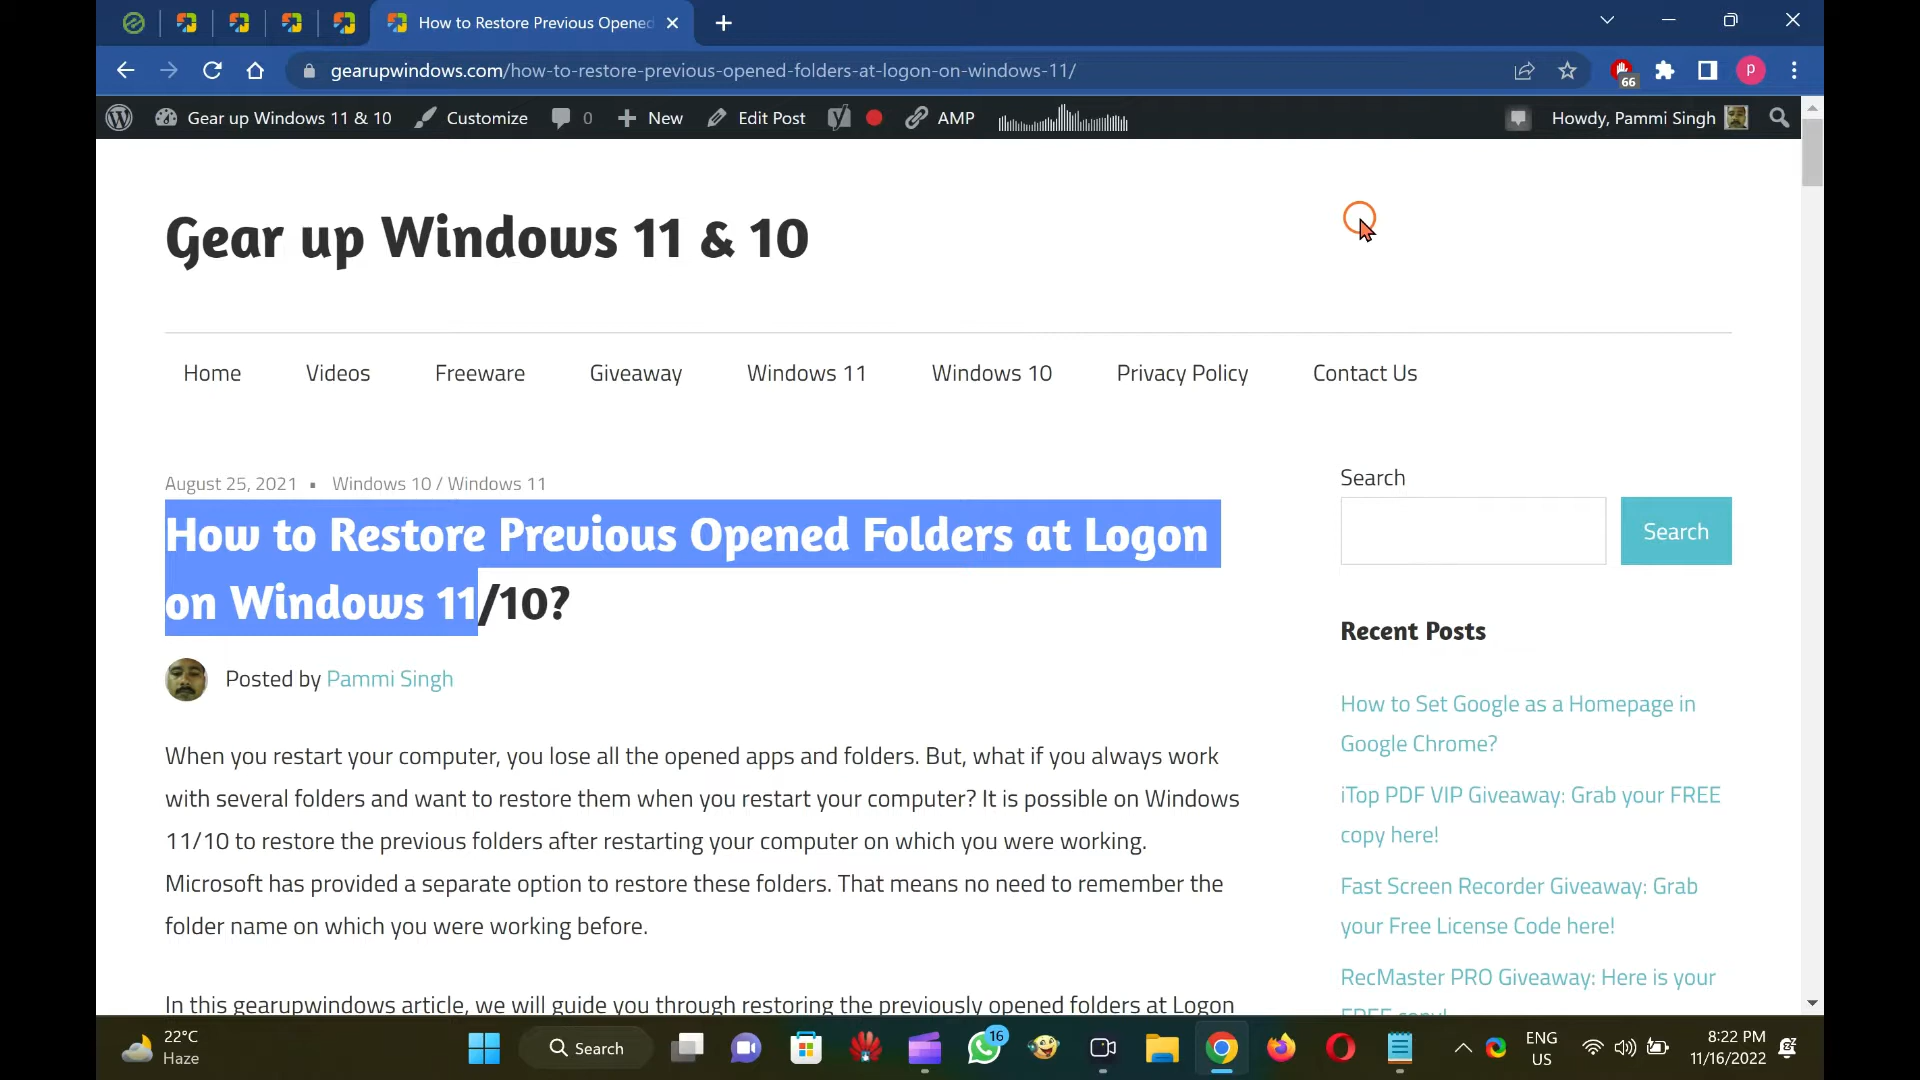 How to Restore Previous Opened
gearupwindows.com/how-to-restore-previous-opened-folders-at-logon-on-windows-11/
66
P
Gear up Windows 11 & 10
Customize
0
New
Edit Post
AMP
Howdy, Pammi Singh
Gear up Windows 11 & 10
Home
Videos
Freeware
Giveaway
Windows 11
Windows 10
Privacy Policy
Contact Us
August 25, 2021 ▪ Windows 10 / Windows 11
How to Restore Previous Opened Folders at Logon
on Windows 11/10?
Posted by Pammi Singh
When you restart your computer, you lose all the opened apps and folders. But, what if you always work
with several folders and want to restore them when you restart your computer? It is possible on Windows
11/10 to restore the previous folders after restarting your computer on which you were working.
Microsoft has provided a separate option to restore these folders. That means no need to remember the
folder name on which you were working before.
In this gearupwindows article, we will guide you through restoring the previously opened folders at Logon
Search
Search
Recent Posts
How to Set Google as a Homepage in
Google Chrome?
iTop PDF VIP Giveaway: Grab your FREE
copy here!
Fast Screen Recorder Giveaway: Grab
your Free License Code here!
RecMaster PRO Giveaway: Here is your
FREE copy!
22°C
Haze
Search
16
ENG
US
8:22 PM
11/16/2022